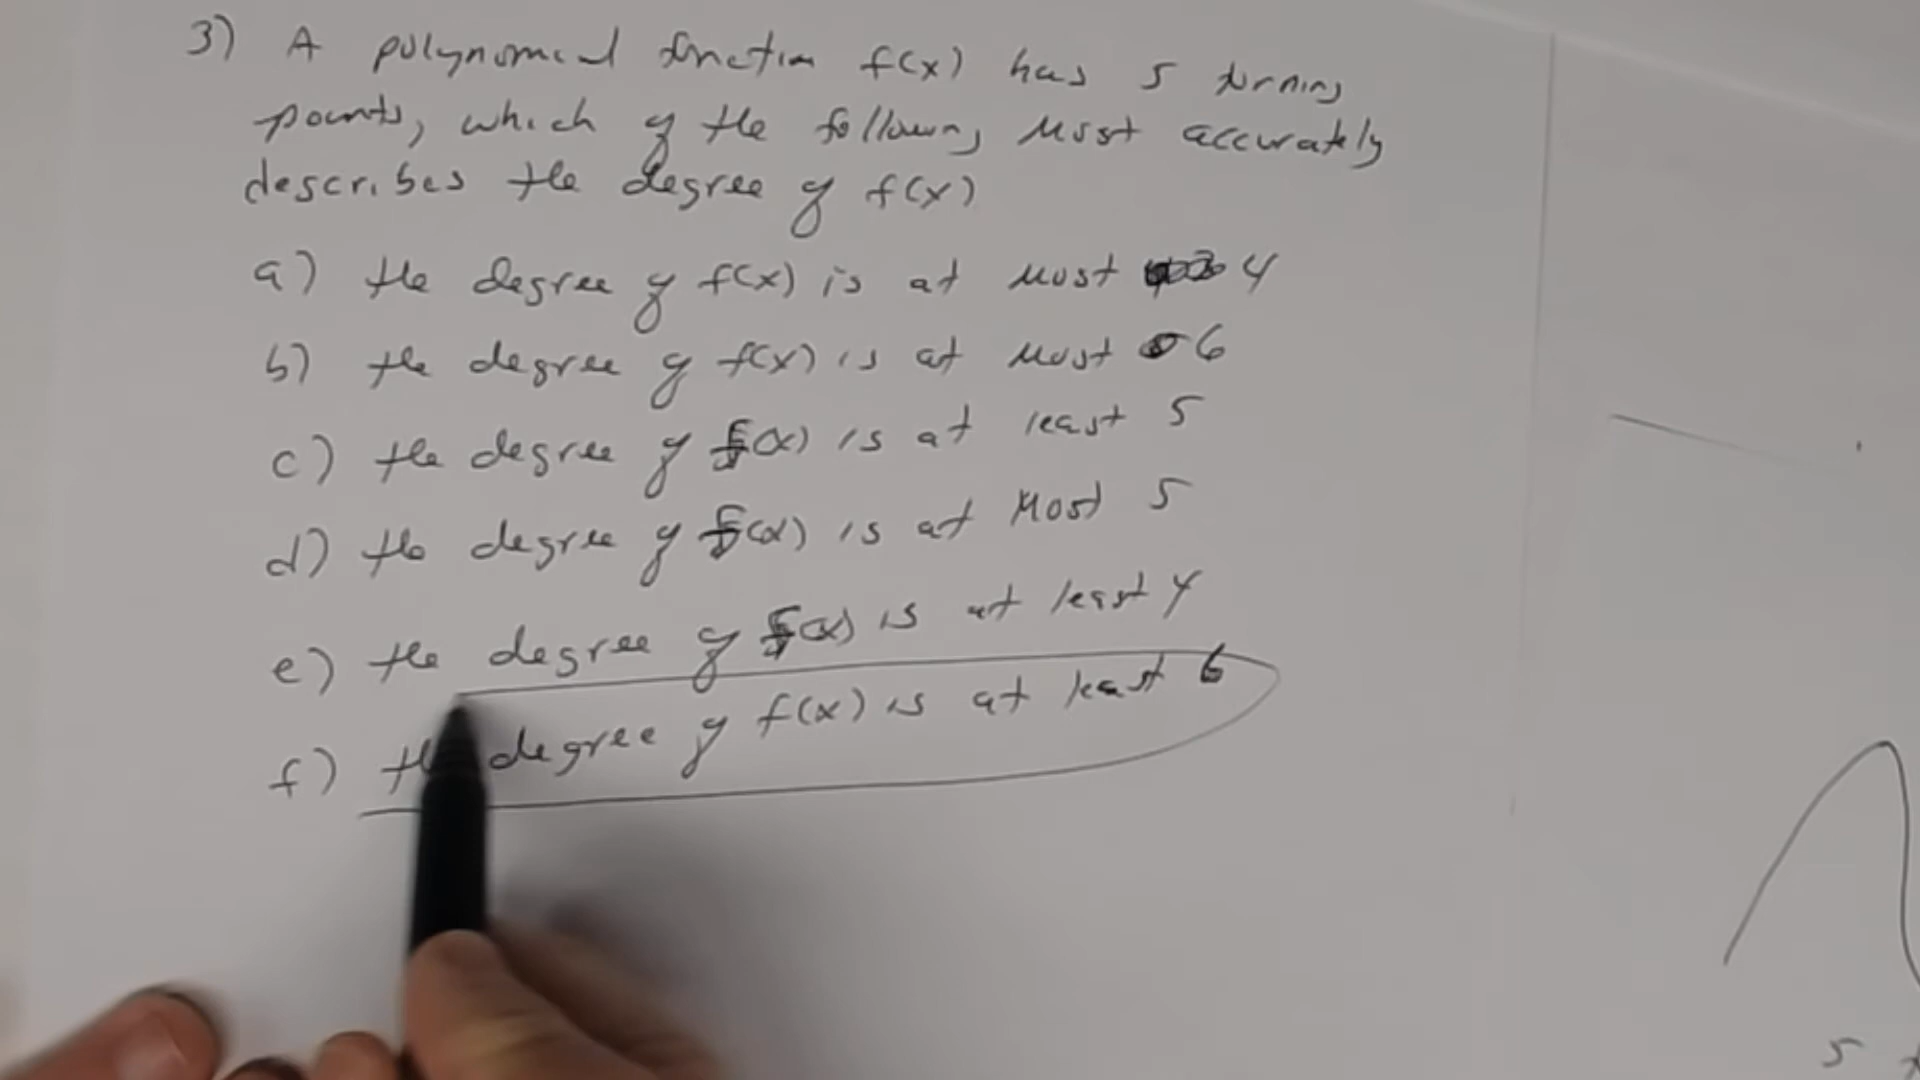 3) A polynomial function f(x) has 5 turning
points, which of the following most accurately
describes the degree of f(x)
a) the degree of f(x) is at most 4
b) the degree of f(x) is at most 6
c) the degree of f(x) is at least 5
d) the degree of f(x) is at Most 5
e) the degree of f(x) is at least 4
f) the degree of f(x) is at least 6
5